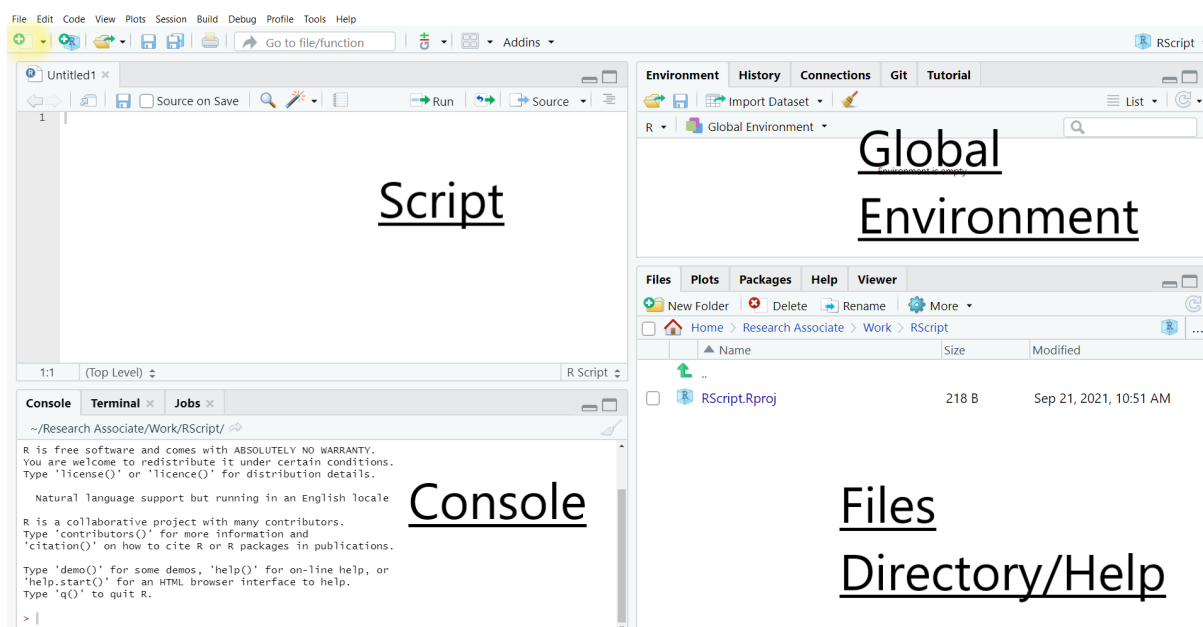 File Edit Code View Plots Session Build Debug Profile Tools Help
Go to file/function Addins RScript
Untitled1
Source on Save Run Source
1
Script
1:1 (Top Level) R Script
Console Terminal Jobs
~/Research Associate/Work/RScript/
R is free software and comes with ABSOLUTELY NO WARRANTY.
You are welcome to redistribute it under certain conditions.
Type 'license()' or 'licence()' for distribution details.
Natural language support but running in an English locale
R is a collaborative project with many contributors.
Type 'contributors()' for more information and
'citation()' on how to cite R or R packages in publications.
Type 'demo()' for some demos, 'help()' for on-line help, or
'help.start()' for an HTML browser interface to help.
Type 'q()' to quit R.
>
Console
Environment History Connections Git Tutorial
Import Dataset List
R Global Environment
Environment is empty
Global
Environment
Files Plots Packages Help Viewer
New Folder Delete Rename More
Home > Research Associate > Work > RScript ...
Name Size Modified
..
RScript.Rproj 218 B Sep 21, 2021, 10:51 AM
Files
Directory/Help